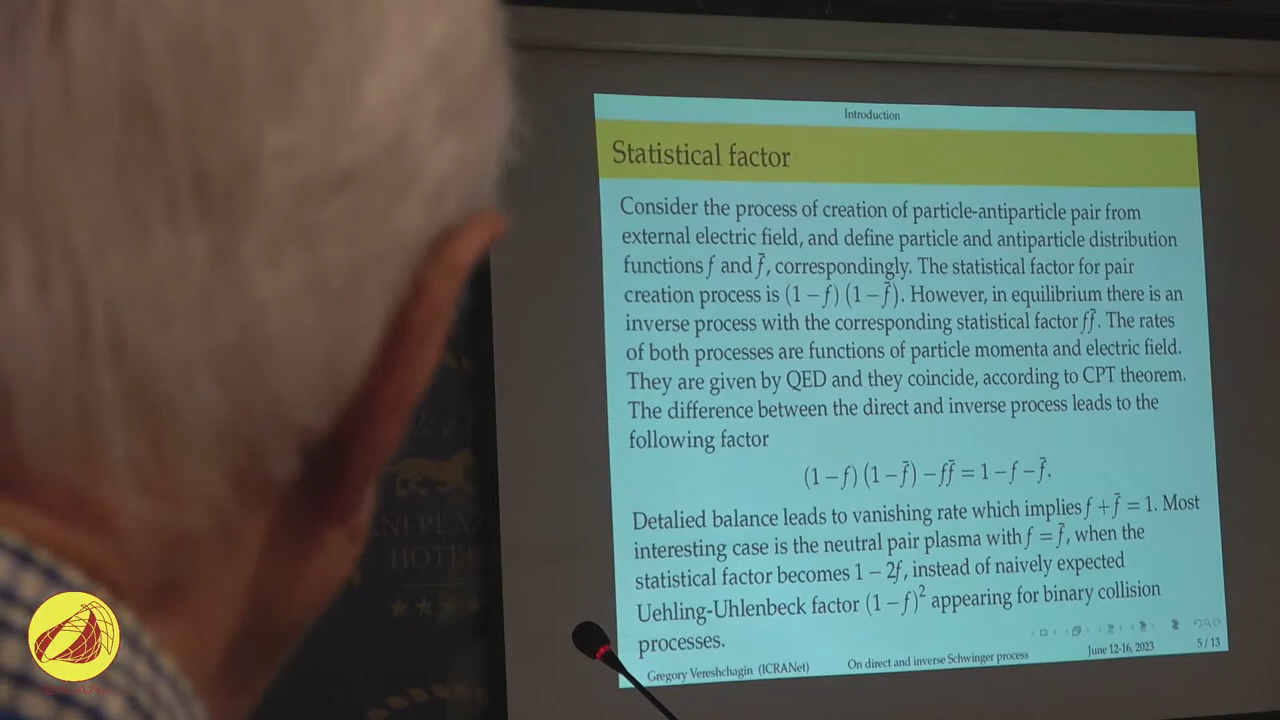 Introduction
Statistical factor
Consider the process of creation of particle-antiparticle pair from
external electric field, and define particle and antiparticle distribution
functions f and f̄, correspondingly. The statistical factor for pair
creation process is (1 − f) (1 − f̄). However, in equilibrium there is an
inverse process with the corresponding statistical factor ff̄. The rates
of both processes are functions of particle momenta and electric field.
They are given by QED and they coincide, according to CPT theorem.
The difference between the direct and inverse process leads to the
following factor
(1 − f) (1 − f̄) − ff̄ = 1 − f − f̄.
Detalied balance leads to vanishing rate which implies f + f̄ = 1. Most
interesting case is the neutral pair plasma with f = f̄, when the
statistical factor becomes 1 − 2f, instead of naively expected
Uehling-Uhlenbeck factor (1 − f)² appearing for binary collision
processes.
Gregory Vereshchagin (ICRANet) On direct and inverse Schwinger process June 12-16, 2023 5 / 13
HOTEL